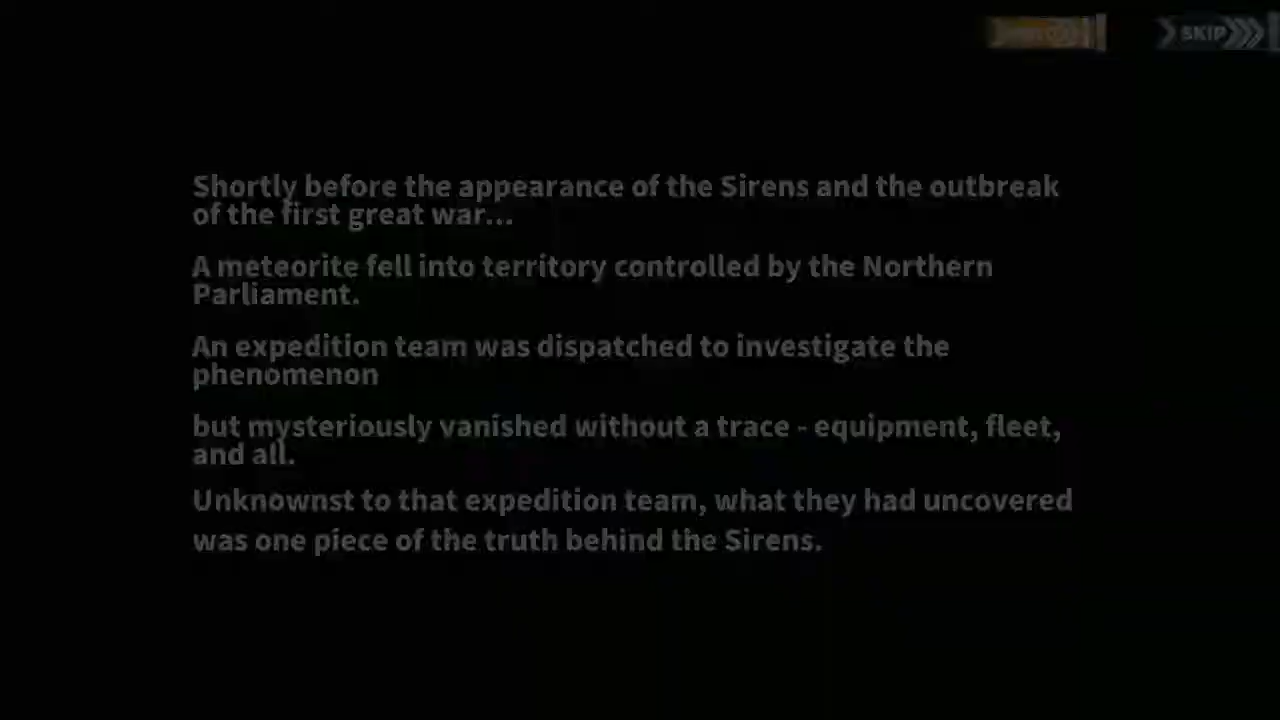 SKIP
Shortly before the appearance of the Sirens and the outbreak
of the first great war...
A meteorite fell into territory controlled by the Northern
Parliament.
An expedition team was dispatched to investigate the
phenomenon
but mysteriously vanished without a trace - equipment, fleet,
and all.
Unknownst to that expedition team, what they had uncovered
was one piece of the truth behind the Sirens.